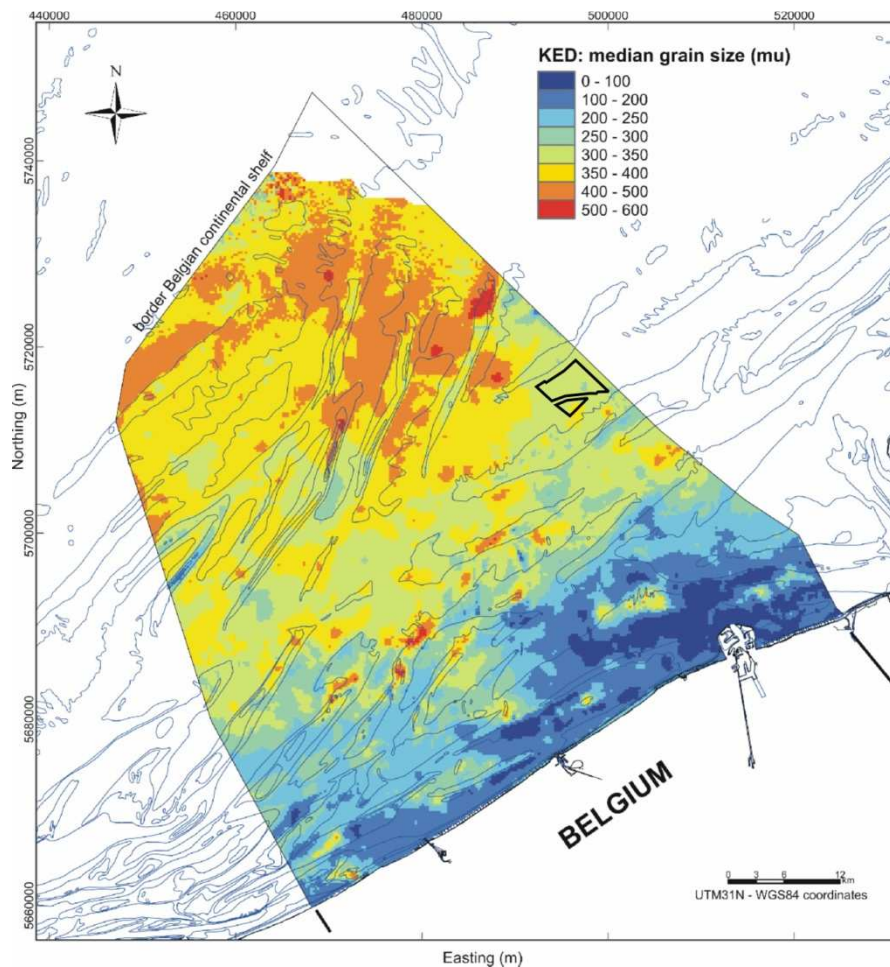 440000
460000
480000
500000
520000
N
KED: median grain size (mu)
0 - 100
100 - 200
200 - 250
250 - 300
300 - 350
350 - 400
400 - 500
500 - 600
border Belgian continental shelf
5740000
5720000
Northing (m)
5700000
5680000
5660000
BELGIUM
0 3 6 12
km
UTM31N - WGS84 coordinates
Easting (m)